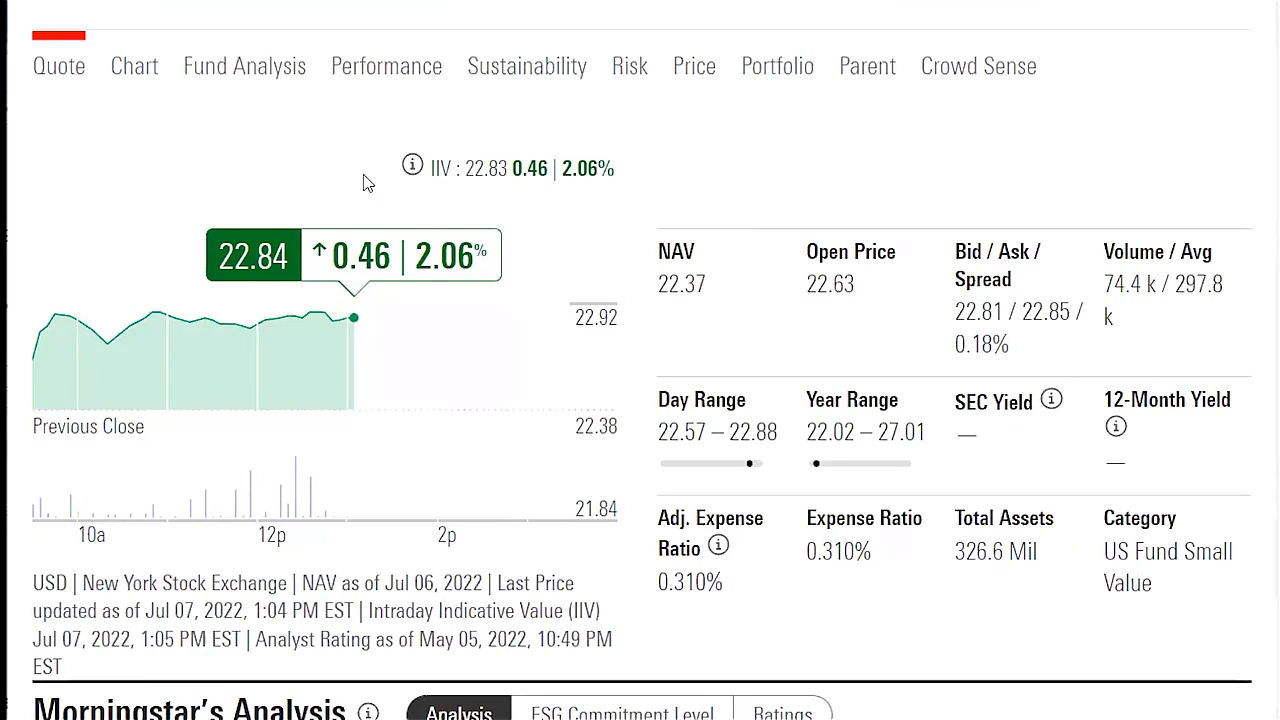 Quote Chart Fund Analysis Performance Sustainability Risk Price Portfolio Parent Crowd Sense
IIV : 22.83 0.46 | 2.06%
22.84 ↑0.46 | 2.06%
22.92
Previous Close 22.38
21.84
10a 12p 2p
USD | New York Stock Exchange | NAV as of Jul 06, 2022 | Last Price
updated as of Jul 07, 2022, 1:04 PM EST | Intraday Indicative Value (IIV)
Jul 07, 2022, 1:05 PM EST | Analyst Rating as of May 05, 2022, 10:49 PM
EST
NAV
22.37
Open Price
22.63
Bid / Ask /
Spread
22.81 / 22.85 /
0.18%
Volume / Avg
74.4 k / 297.8
k
Day Range
22.57 – 22.88
Year Range
22.02 – 27.01
SEC Yield
—
12-Month Yield
—
Adj. Expense
Ratio
0.310%
Expense Ratio
0.310%
Total Assets
326.6 Mil
Category
US Fund Small
Value
Morningstar's Analysis
Analysis ESG Commitment Level Ratings